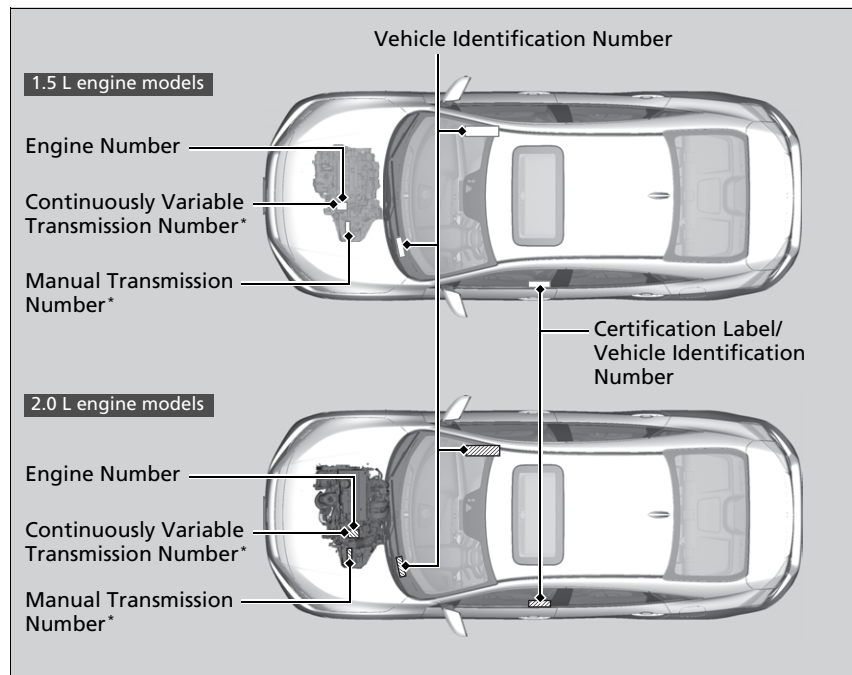 Vehicle Identification Number
1.5 L engine models
Engine Number
Continuously Variable
Transmission Number*
Manual Transmission
Number*
Certification Label/
Vehicle Identification
Number
2.0 L engine models
Engine Number
Continuously Variable
Transmission Number*
Manual Transmission
Number*